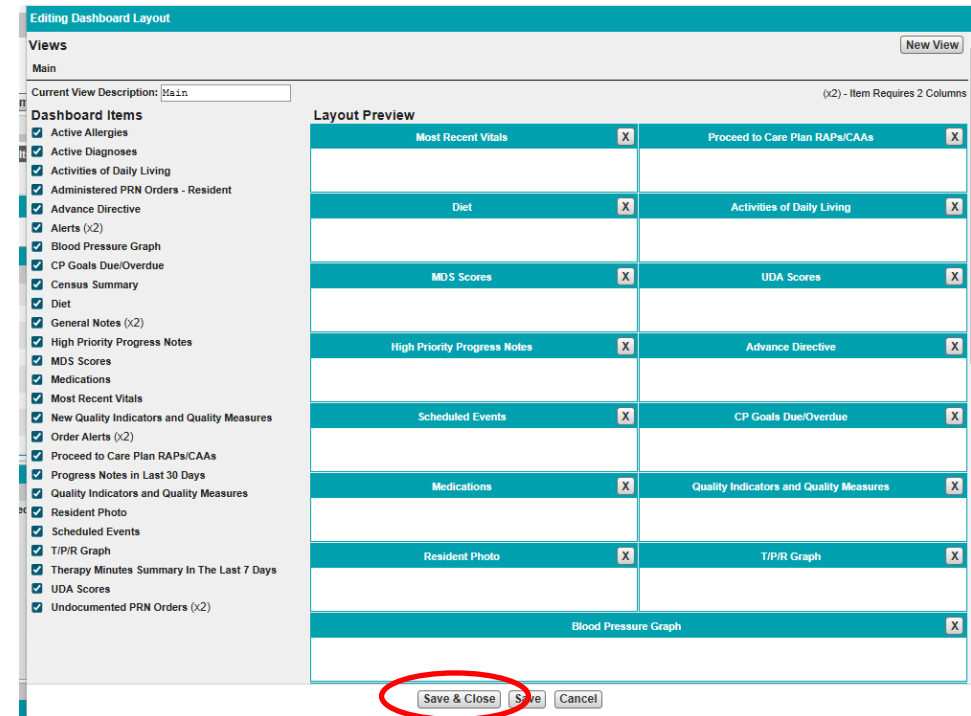 Editing Dashboard Layout
Views
New View
Main
Current View Description: Main
(x2) - Item Requires 2 Columns
Dashboard Items
Active Allergies
Active Diagnoses
Activities of Daily Living
Administered PRN Orders - Resident
Advance Directive
Alerts (x2)
Blood Pressure Graph
CP Goals Due/Overdue
Census Summary
Diet
General Notes (x2)
High Priority Progress Notes
MDS Scores
Medications
Most Recent Vitals
New Quality Indicators and Quality Measures
Order Alerts (x2)
Proceed to Care Plan RAPs/CAAs
Progress Notes in Last 30 Days
Quality Indicators and Quality Measures
Resident Photo
Scheduled Events
T/P/R Graph
Therapy Minutes Summary In The Last 7 Days
UDA Scores
Undocumented PRN Orders (x2)
Layout Preview
Most Recent Vitals X Proceed to Care Plan RAPs/CAAs X
Diet X Activities of Daily Living X
MDS Scores X UDA Scores X
High Priority Progress Notes X Advance Directive X
Scheduled Events X CP Goals Due/Overdue X
Medications X Quality Indicators and Quality Measures X
Resident Photo X T/P/R Graph X
Blood Pressure Graph X
Save & Close Save Cancel